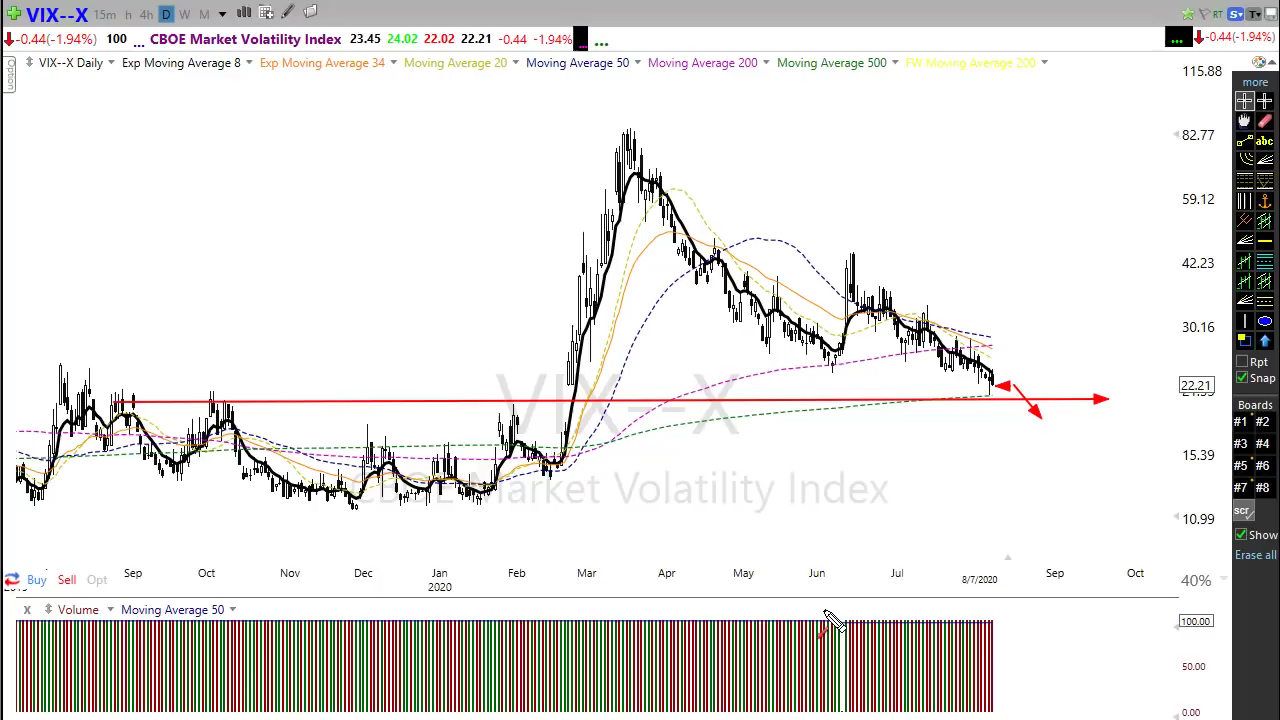 VIX--X 15m h 4h D W M RT S T
-0.44(-1.94%) 100 ... CBOE Market Volatility Index 23.45 24.02 22.02 22.21 -0.44 -1.94% ... ... -0.44(-1.94%)
Option VIX--X Daily Exp Moving Average 8 Exp Moving Average 34 Moving Average 20 Moving Average 50 Moving Average 200 Moving Average 500 FW Moving Average 200
115.88
more
abc
82.77
59.12
42.23
30.16
Rpt
Snap
22.21
VIX--X
Boards
#1 #2
#3 #4
15.39
#5 #6
CBOE Market Volatility Index
#7 #8
scr
10.99
Show
Erase all
Buy Sell Opt
Sep Oct Nov Dec Jan Feb Mar Apr May Jun Jul 8/7/2020 Sep Oct
2020
40%
x Volume Moving Average 50
100.00
50.00
0.00